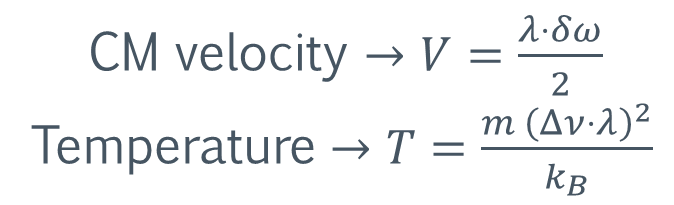 CM velocity → V = λ·δω / 2
Temperature → T = m (Δν·λ)² / k_B